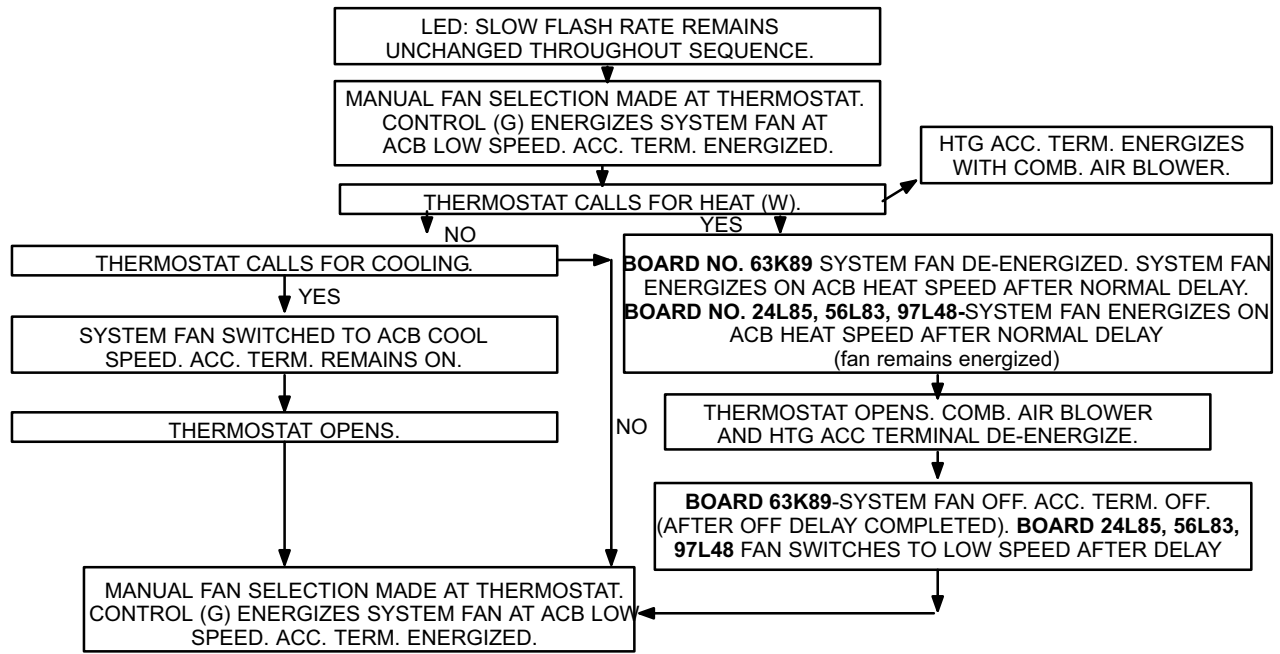 LED: SLOW FLASH RATE REMAINS
UNCHANGED THROUGHOUT SEQUENCE.
MANUAL FAN SELECTION MADE AT THERMOSTAT.
CONTROL (G) ENERGIZES SYSTEM FAN AT
ACB LOW SPEED. ACC. TERM. ENERGIZED.
HTG ACC. TERM. ENERGIZES
WITH COMB. AIR BLOWER.
THERMOSTAT CALLS FOR HEAT (W).
NO
YES
THERMOSTAT CALLS FOR COOLING.
YES
SYSTEM FAN SWITCHED TO ACB COOL
SPEED. ACC. TERM. REMAINS ON.
THERMOSTAT OPENS.
NO
BOARD NO. 63K89 SYSTEM FAN DE-ENERGIZED. SYSTEM FAN
ENERGIZES ON ACB HEAT SPEED AFTER NORMAL DELAY.
BOARD NO. 24L85, 56L83, 97L48-SYSTEM FAN ENERGIZES ON
ACB HEAT SPEED AFTER NORMAL DELAY
(fan remains energized)
THERMOSTAT OPENS. COMB. AIR BLOWER
AND HTG ACC TERMINAL DE-ENERGIZE.
BOARD 63K89-SYSTEM FAN OFF. ACC. TERM. OFF.
(AFTER OFF DELAY COMPLETED). BOARD 24L85, 56L83,
97L48 FAN SWITCHES TO LOW SPEED AFTER DELAY
MANUAL FAN SELECTION MADE AT THERMOSTAT.
CONTROL (G) ENERGIZES SYSTEM FAN AT ACB LOW
SPEED. ACC. TERM. ENERGIZED.